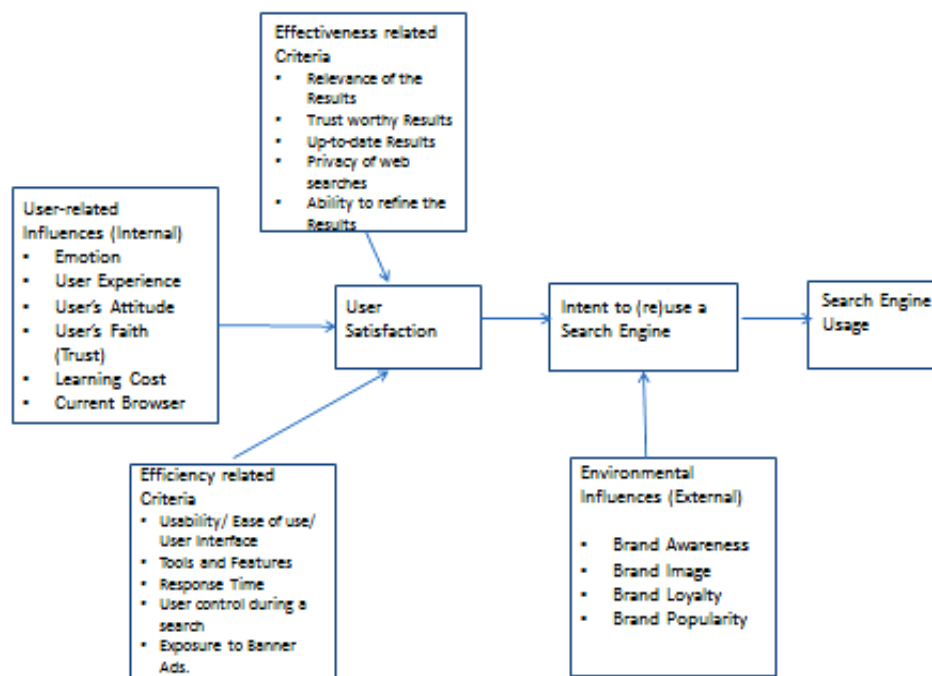 Effectiveness related
Criteria
▪ Relevance of the
Results
▪ Trust worthy Results
▪ Up-to-date Results
▪ Privacy of web
searches
▪ Ability to refine the
Results
User-related
Influences (Internal)
▪ Emotion
▪ User Experience
▪ User's Attitude
▪ User's Faith
(Trust)
▪ Learning Cost
▪ Current Browser
User
Satisfaction
Intent to (re)use a
Search Engine
Search Engine
Usage
Efficiency related
Criteria
▪ Usability/ Ease of use/
User Interface
▪ Tools and Features
▪ Response Time
▪ User control during a
search
▪ Exposure to Banner
Ads.
Environmental
Influences (External)
▪ Brand Awareness
▪ Brand Image
▪ Brand Loyalty
▪ Brand Popularity